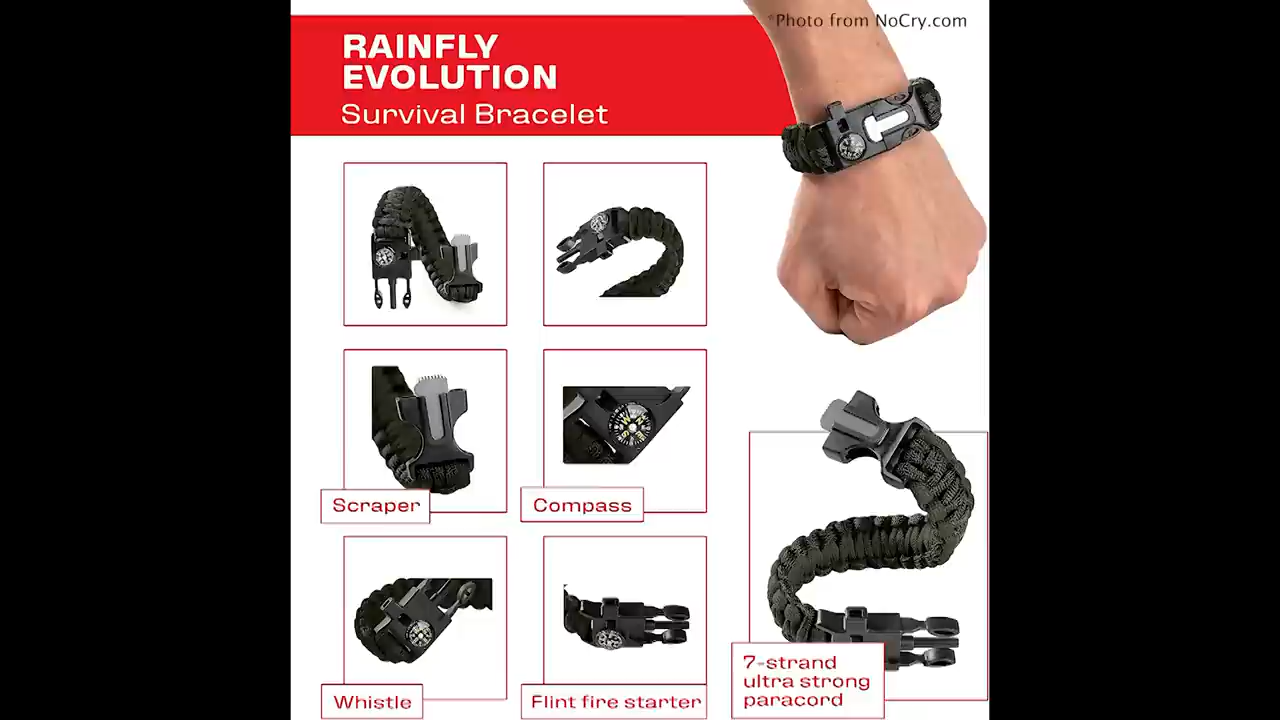 *Photo from NoCry.com
RAINFLY
EVOLUTION
Survival Bracelet
Scraper
Compass
Whistle
Flint fire starter
7-strand
ultra strong
paracord